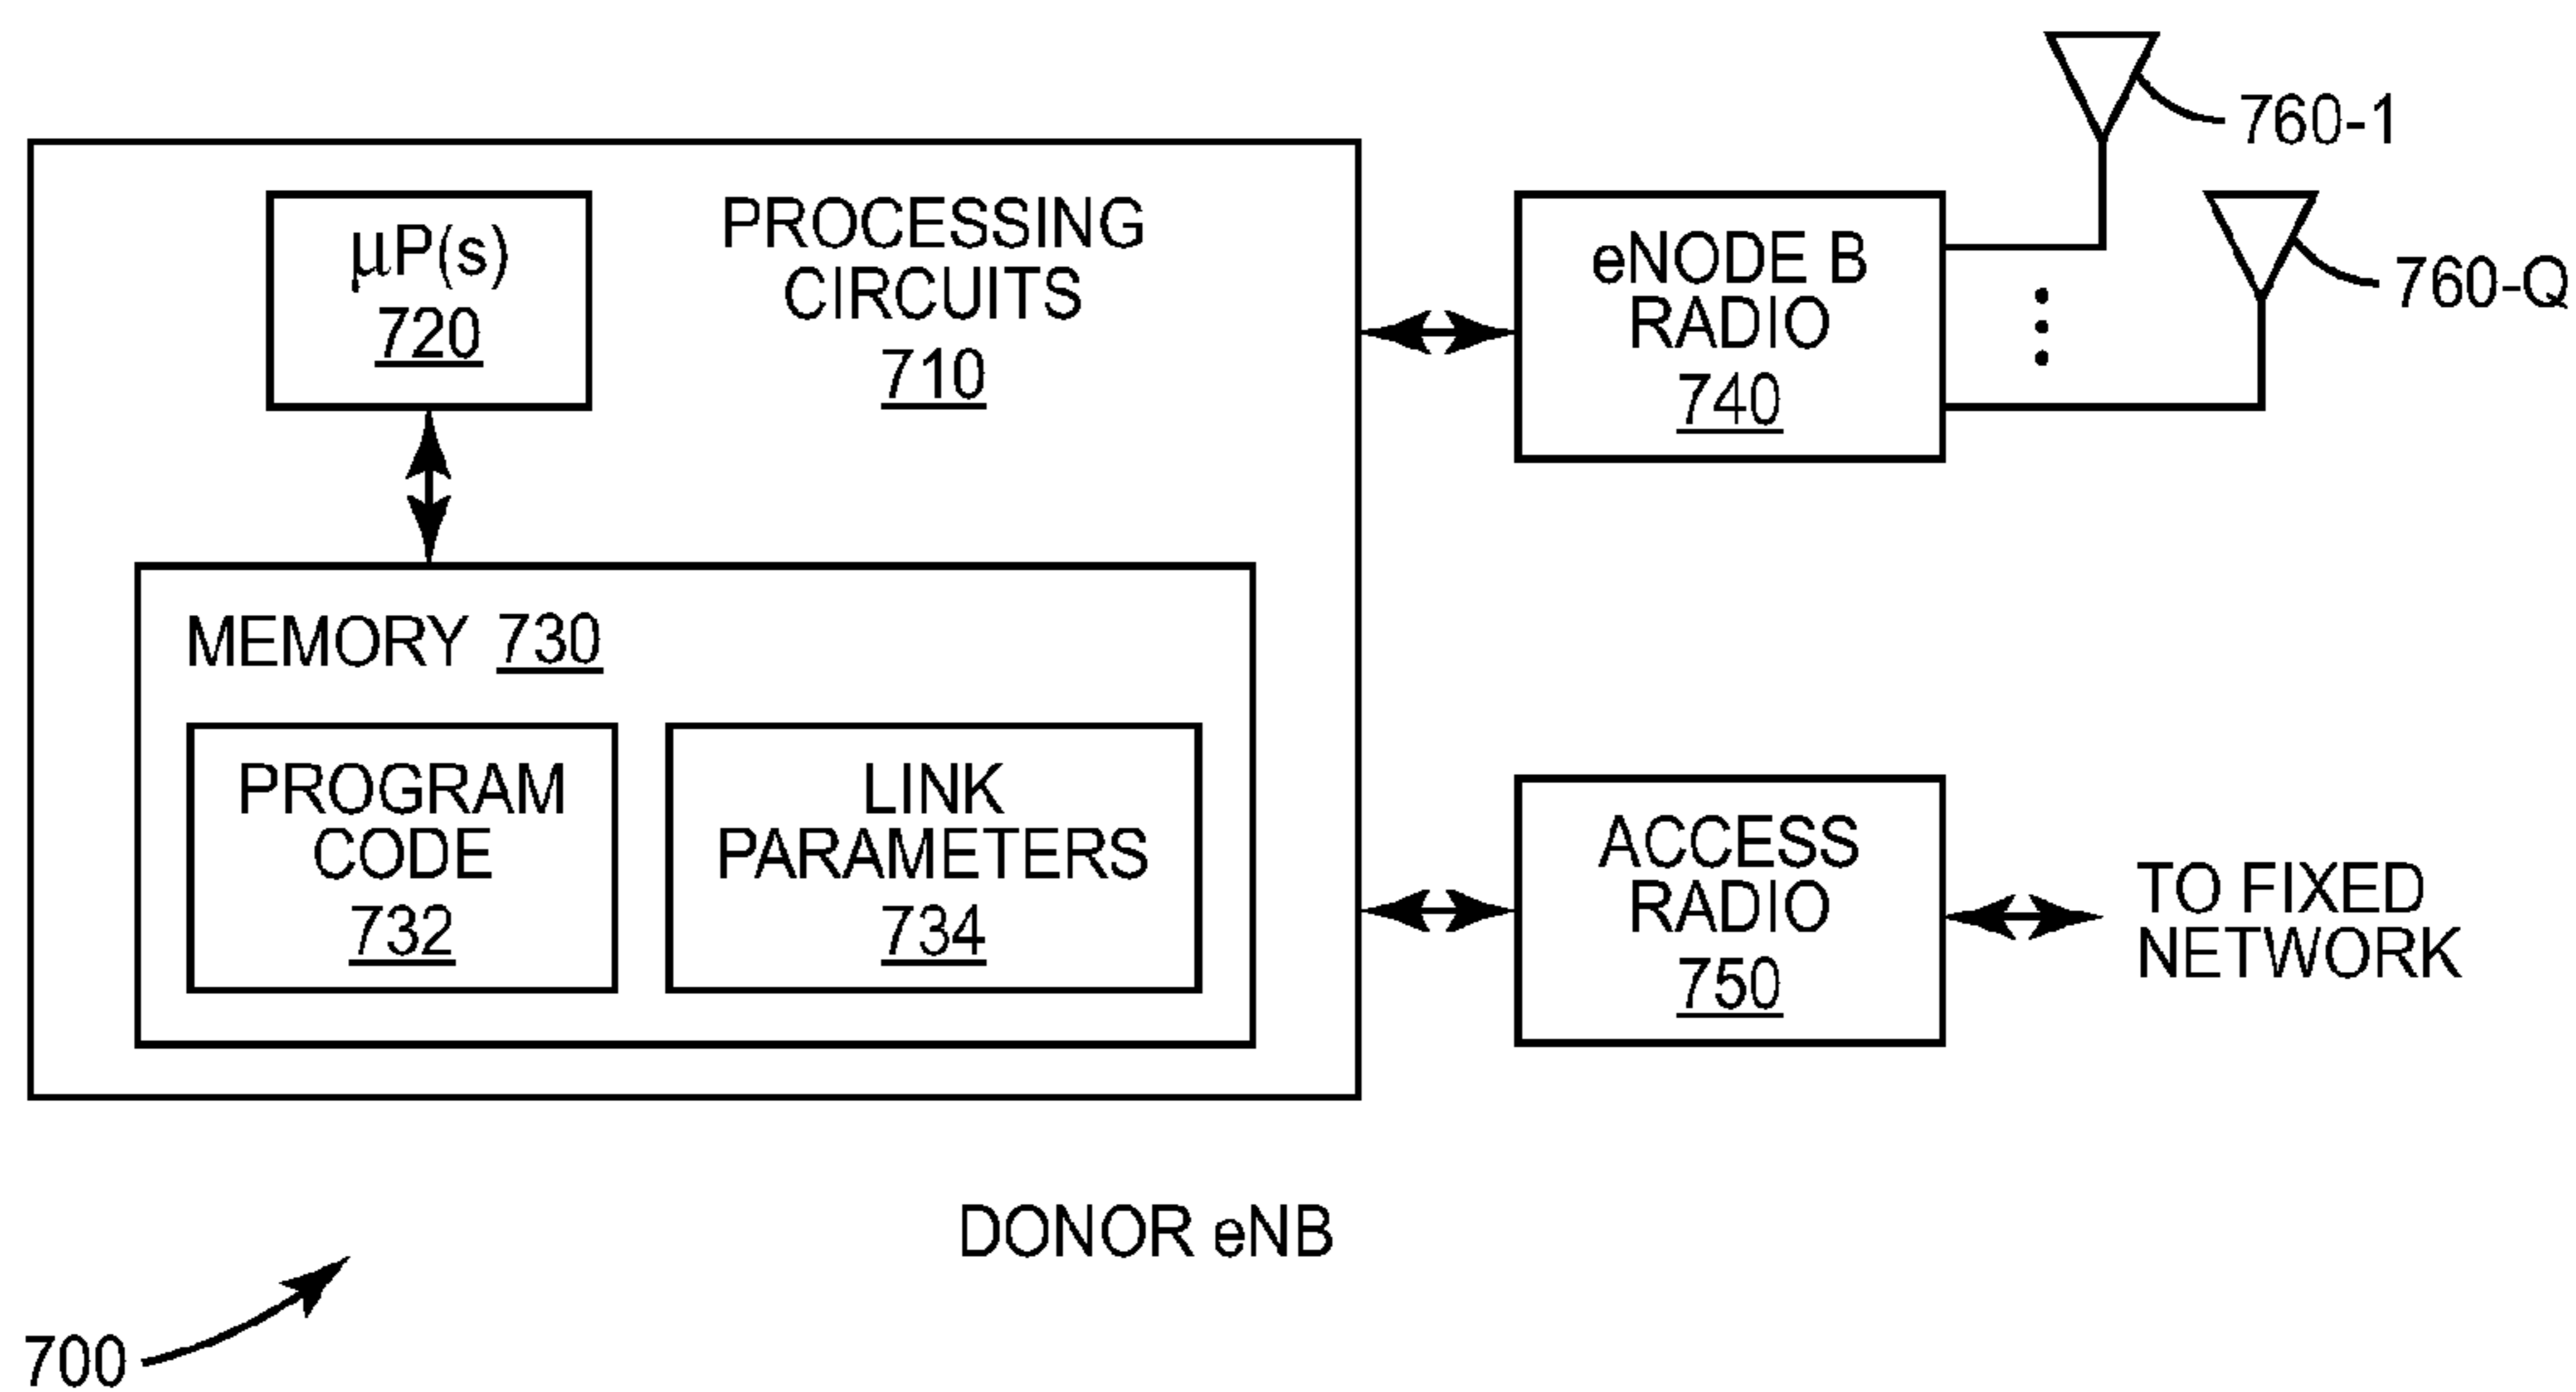 760-1
760-Q
PROCESSING
CIRCUITS
710
µP(s)
720
eNODE B
RADIO
740
MEMORY 730
PROGRAM
CODE
732
LINK
PARAMETERS
734
ACCESS
RADIO
750
TO FIXED
NETWORK
DONOR eNB
700